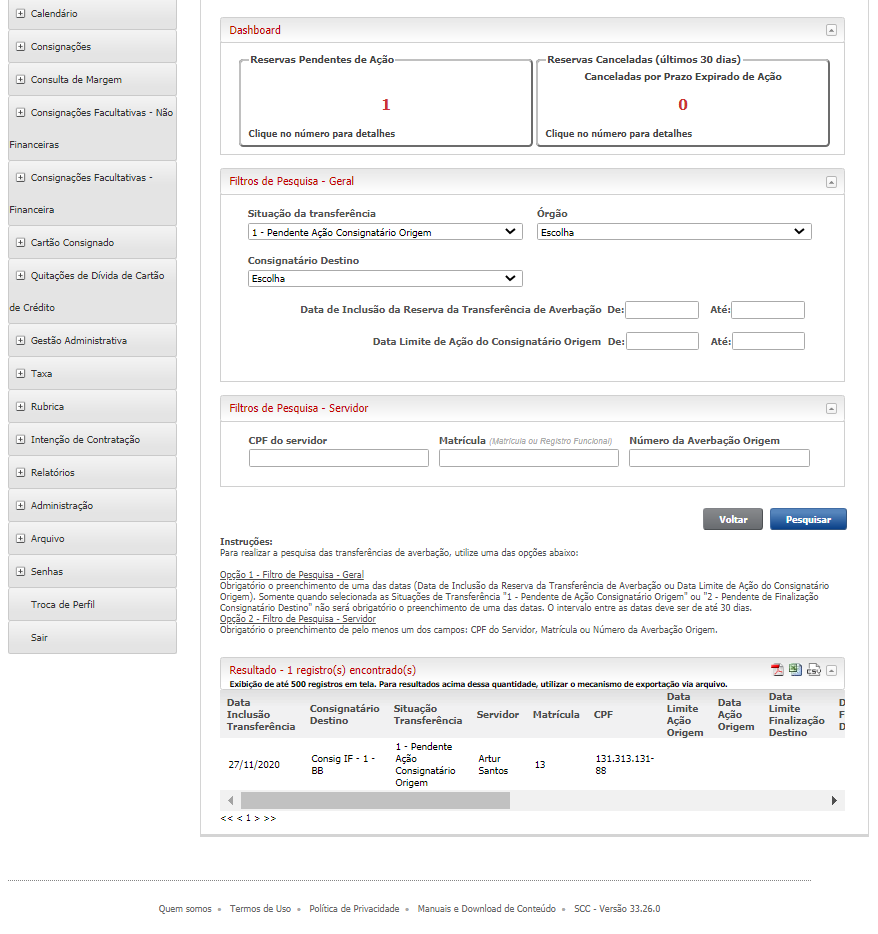 Calendário
Consignações
Consulta de Margem
Consignações Facultativas - Não
Financeiras
Consignações Facultativas -
Financeira
Cartão Consignado
Quitações de Dívida de Cartão
de Crédito
Gestão Administrativa
Taxa
Rubrica
Intenção de Contratação
Relatórios
Administração
Arquivo
Senhas
Troca de Perfil
Sair
Dashboard
Reservas Pendentes de Ação
1
Clique no número para detalhes
Reservas Canceladas (últimos 30 dias)
Canceladas por Prazo Expirado de Ação
0
Clique no número para detalhes
Filtros de Pesquisa - Geral
Situação da transferência
1 - Pendente Ação Consignatário Origem
Órgão
Escolha
Consignatário Destino
Escolha
Data de Inclusão da Reserva da Transferência de Averbação De: Até:
Data Limite de Ação do Consignatário Origem De: Até:
Filtros de Pesquisa - Servidor
CPF do servidor
Matrícula (Matrícula ou Registro Funcional)
Número da Averbação Origem
Voltar
Pesquisar
Instruções:
Para realizar a pesquisa das transferências de averbação, utilize uma das opções abaixo:
Opção 1 - Filtro de Pesquisa - Geral
Obrigatório o preenchimento de uma das datas (Data de Inclusão da Reserva da Transferência de Averbação ou Data Limite de Ação do Consignatário
Origem). Somente quando selecionada as Situações de Transferência "1 - Pendente de Ação Consignatário Origem" ou "2 - Pendente de Finalização
Consignatário Destino" não será obrigatório o preenchimento de uma das datas. O intervalo entre as datas deve ser de até 30 dias.
Opção 2 - Filtro de Pesquisa - Servidor
Obrigatório o preenchimento de pelo menos um dos campos: CPF do Servidor, Matrícula ou Número da Averbação Origem.
Resultado - 1 registro(s) encontrado(s)
CSV
Exibição de até 500 registros em tela. Para resultados acima dessa quantidade, utilizar o mecanismo de exportação via arquivo.
Data
Inclusão
Transferência
Consignatário
Destino
Situação
Transferência
Servidor
Matrícula
CPF
Data
Limite
Ação
Origem
Data
Ação
Origem
Data
Limite
Finalização
Destino
D
F
D
27/11/2020
Consig IF - 1 -
BB
1 - Pendente
Ação
Consignatário
Origem
Artur
Santos
13
131.313.131-
88
<< < 1 > >>
Quem somos • Termos de Uso • Política de Privacidade • Manuais e Download de Conteúdo • SCC - Versão 33.26.0